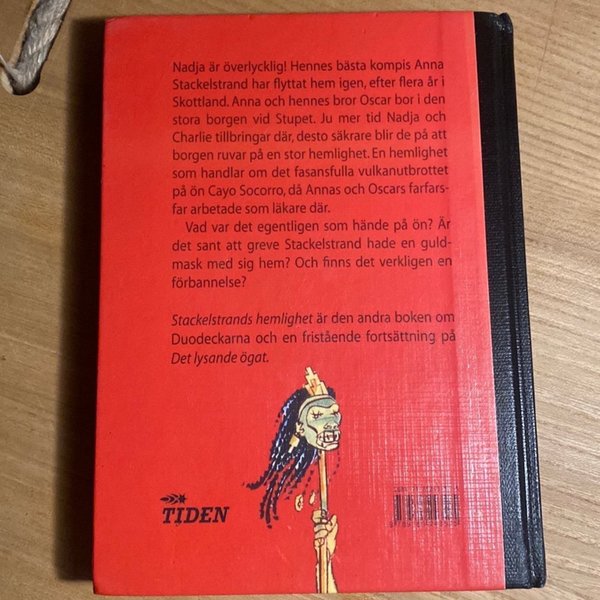 Nadja är överlycklig! Hennes bästa kompis Anna
Stackelstrand har flyttat hem igen, efter flera år i
Skottland. Anna och hennes bror Oscar bor i den
stora borgen vid Stupet. Ju mer tid Nadja och
Charlie tillbringar där, desto säkrare blir de på att
borgen ruvar på en stor hemlighet. En hemlighet
som handlar om det fasansfulla vulkanutbrottet
på ön Cayo Socorro, då Annas och Oscars farfars-
far arbetade som läkare där.
Vad var det egentligen som hände på ön? Är
det sant att greve Stackelstrand hade en guld-
mask med sig hem? Och finns det verkligen en
förbannelse?
Stackelstrands hemlighet är den andra boken om
Duodeckarna och en fristående fortsättning på
Det lysande ögat.
TIDEN